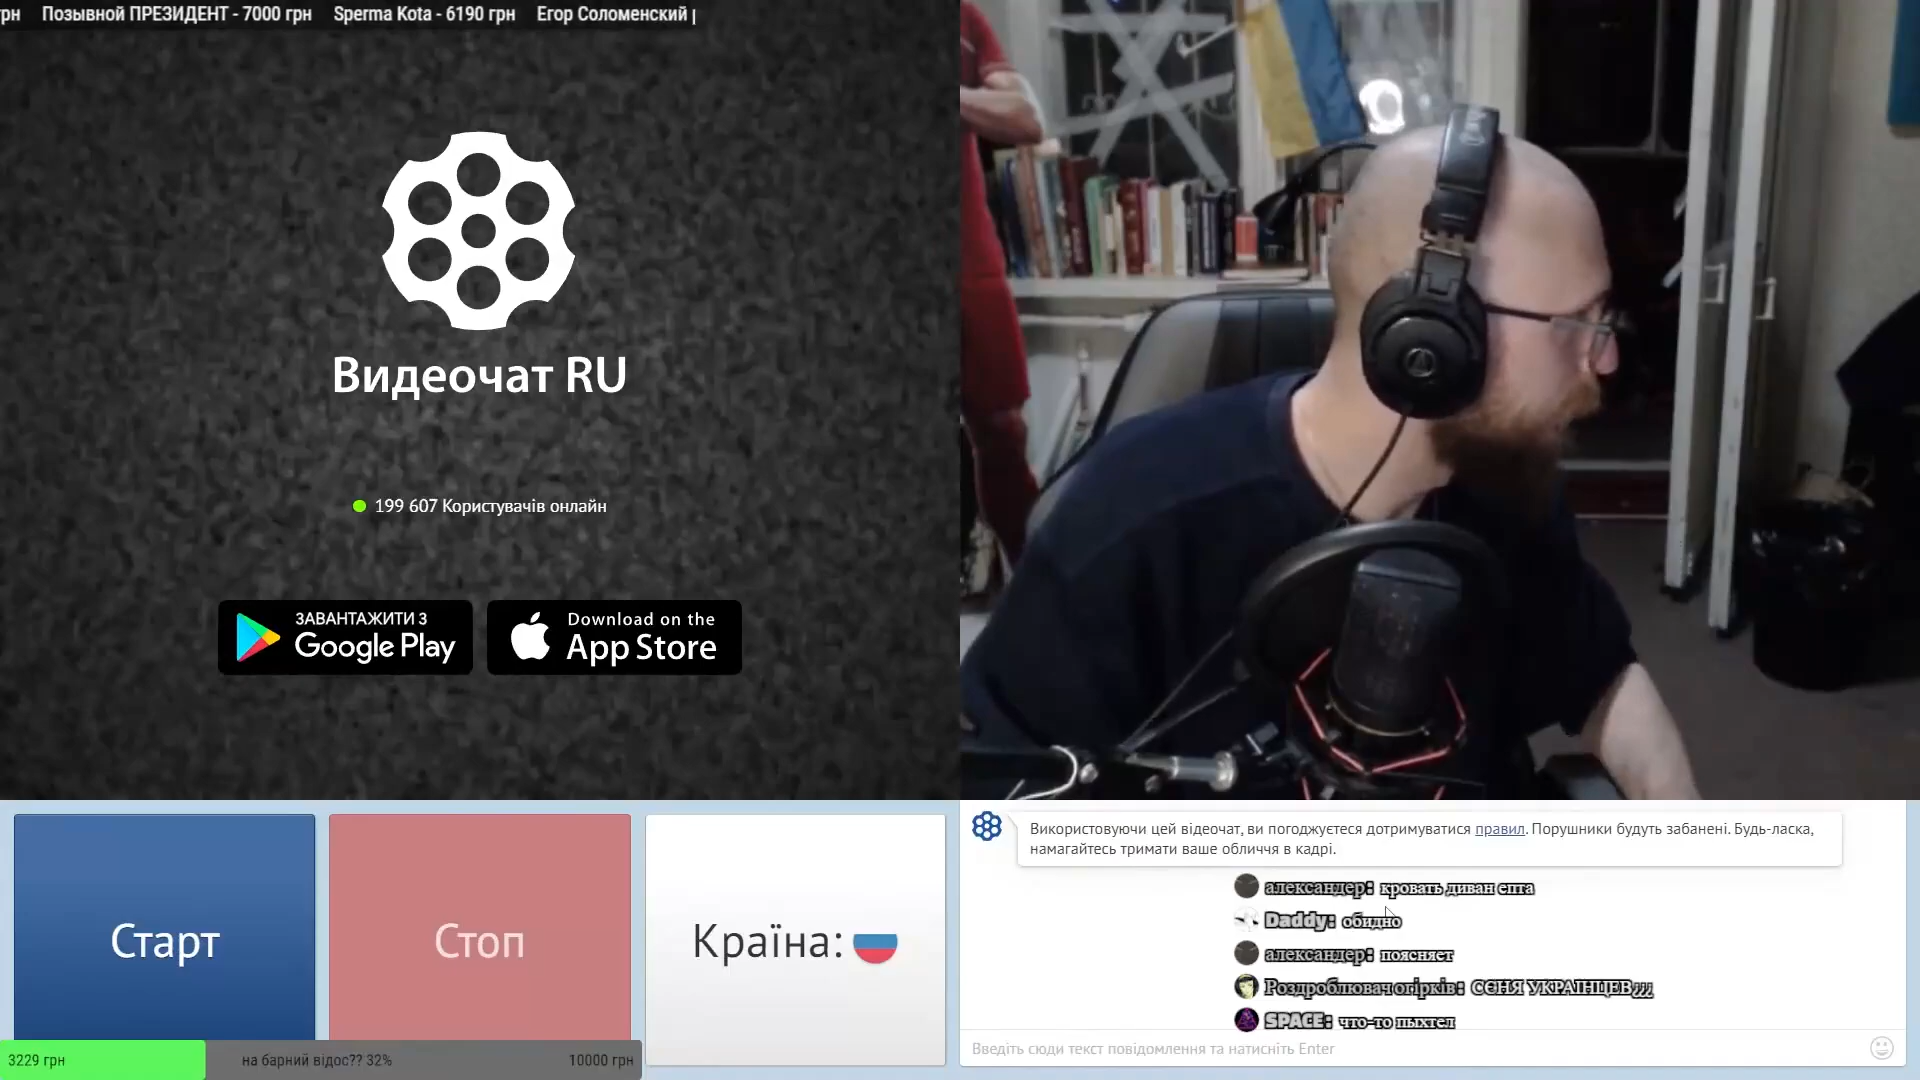 рн Позывной ПРЕЗИДЕНТ - 7000 грн Sperma Kota - 6190 грн Егор Соломенский
Видеочат RU
199 607 Користувачів онлайн
ЗАВАНТАЖИТИ З
Google Play
Download on the
App Store
Старт
Стоп
Країна:
3229 грн на барний відос?? 32% 10000 грн
Використовуючи цей відеочат, ви погоджуєтеся дотримуватися правил. Порушники будуть забанені. Будь-ласка,
намагайтесь тримати ваше обличчя в кадрі.
александер: кровать диван епта
Daddy: обидно
александер: поясняет
Роздроблювач огірків: СЄНЯ УКРАІНЦЕВ¿¿¿
SPACE: что-то пыхтел
Введіть сюди текст повідомлення та натисніть Enter